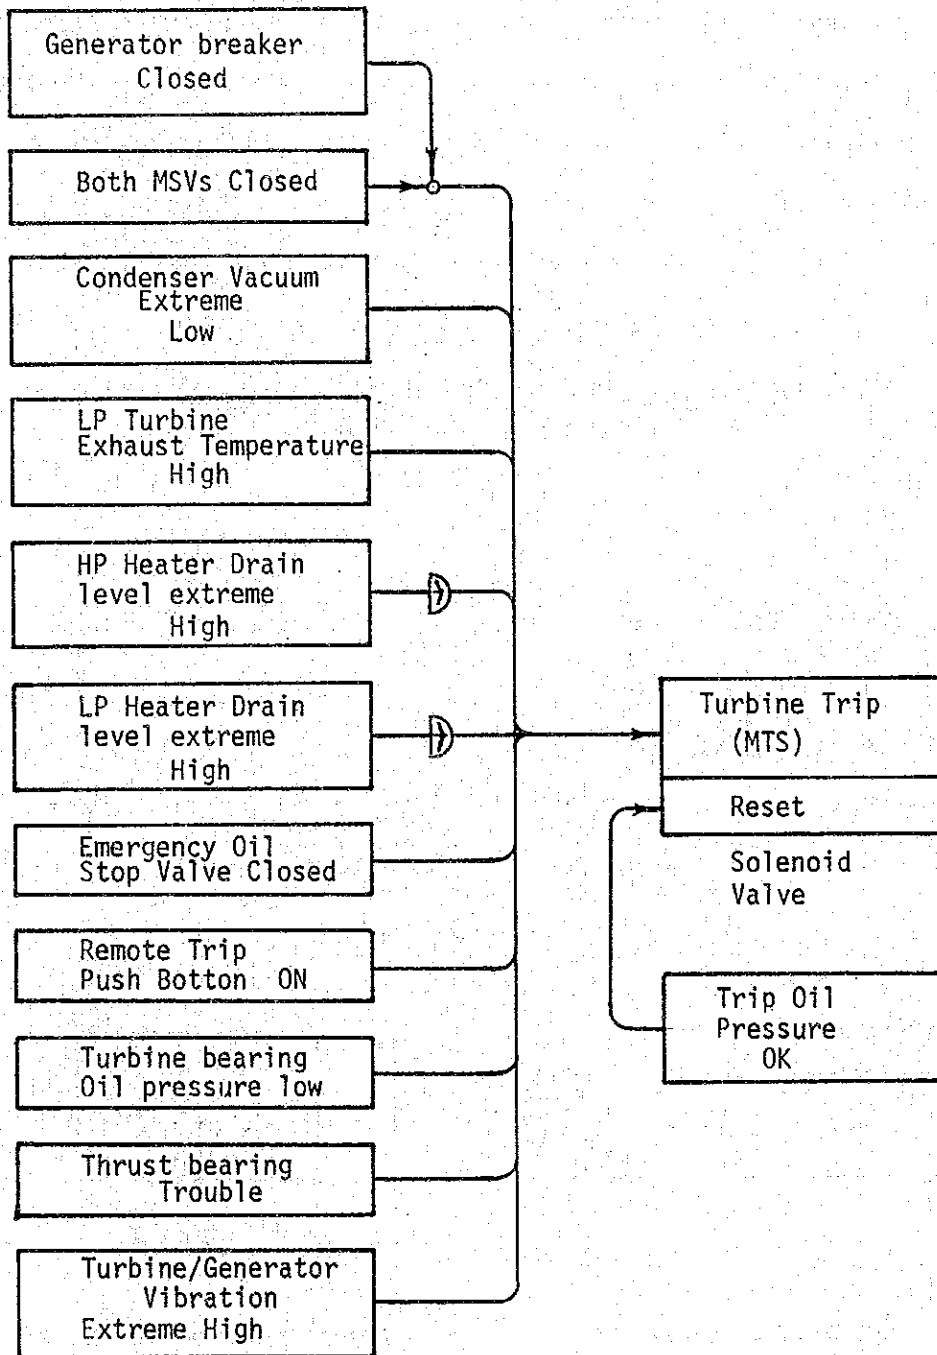 Generator breaker
Closed
Both MSVs Closed
Condenser Vacuum
Extreme
Low
LP Turbine
Exhaust Temperature
High
HP Heater Drain
level extreme
High
LP Heater Drain
level extreme
High
Emergency Oil
Stop Valve Closed
Remote Trip
Push Botton ON
Turbine bearing
Oil pressure low
Thrust bearing
Trouble
Turbine/Generator
Vibration
Extreme High
Turbine Trip
(MTS)
Reset
Solenoid
Valve
Trip Oil
Pressure
OK